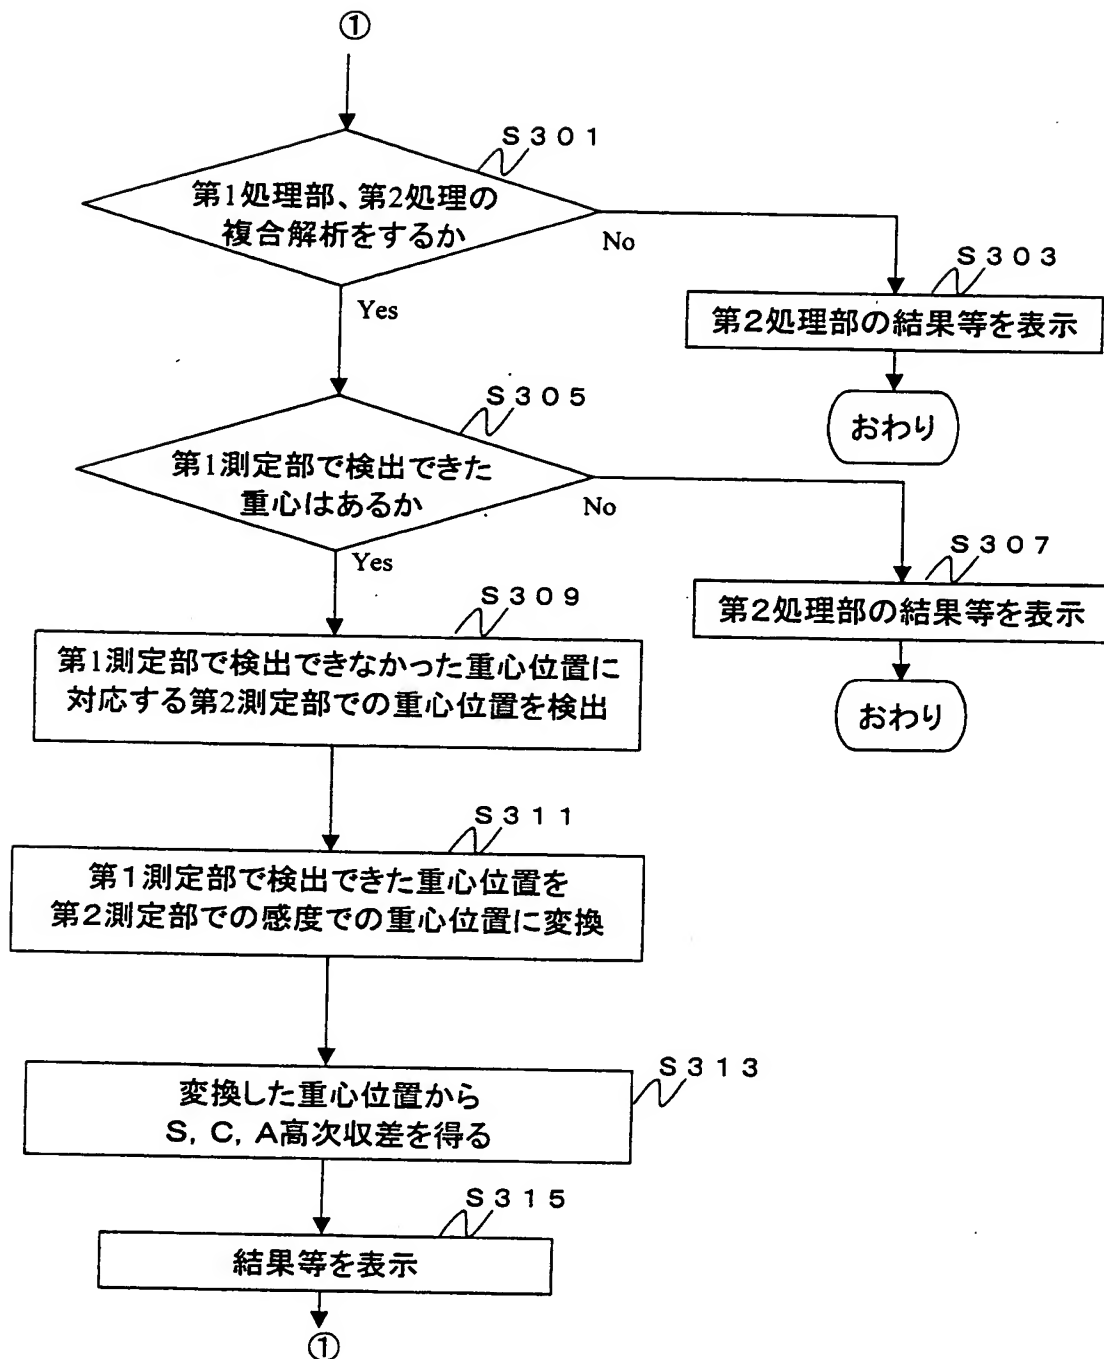 ①
S301
第1処理部、第2処理の
複合解析をするか
No
Yes
S303
第2処理部の結果等を表示
おわり
S305
第1測定部で検出できた
重心はあるか
No
Yes
S307
第2処理部の結果等を表示
おわり
S309
第1測定部で検出できなかった重心位置に
対応する第2測定部での重心位置を検出
S311
第1測定部で検出できた重心位置を
第2測定部での感度での重心位置に変換
S313
変換した重心位置から
S, C, A高次収差を得る
S315
結果等を表示
①